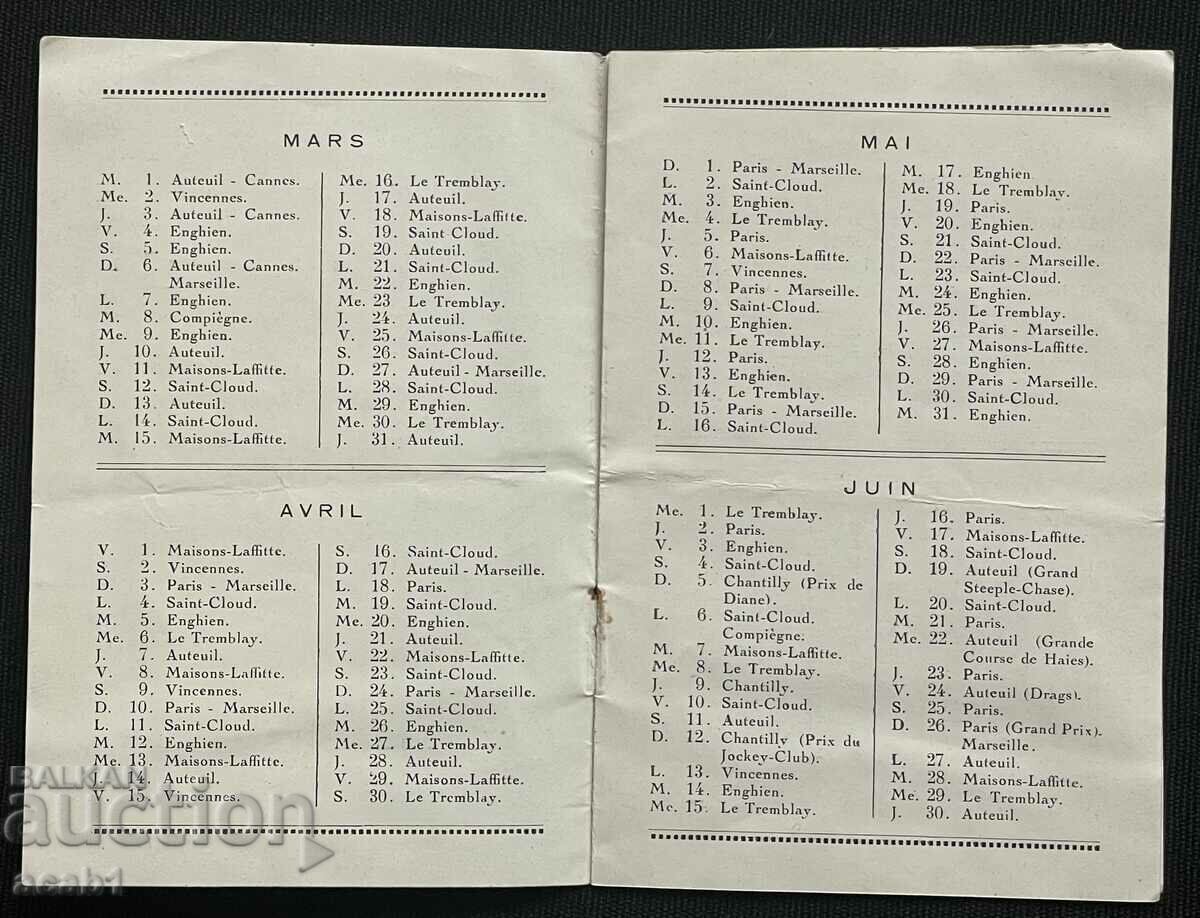 MARS
M. 1. Auteuil - Cannes.
Me. 2. Vincennes.
J. 3. Auteuil - Cannes.
V. 4. Enghien.
S. 5. Enghien.
D. 6. Auteuil - Cannes.
Marseille.
L. 7. Enghien.
M. 8. Compiègne.
Me. 9. Enghien.
J. 10. Auteuil.
V. 11. Maisons-Laffitte.
S. 12. Saint-Cloud.
D. 13. Auteuil.
L. 14. Saint-Cloud.
M. 15. Maisons-Laffitte.
Me. 16. Le Tremblay.
J. 17. Auteuil.
V. 18. Maisons-Laffitte.
S. 19. Saint Cloud.
D. 20. Auteuil.
L. 21. Saint-Cloud.
M. 22. Enghien.
Me. 23 Le Tremblay.
J. 24. Auteuil.
V. 25. Maisons-Laffitte.
S. 26. Saint-Cloud.
D. 27. Auteuil - Marseille.
L. 28. Saint-Cloud.
M. 29. Enghien.
Me. 30. Le Tremblay.
J. 31. Auteuil.
AVRIL
V. 1. Maisons-Laffitte.
S. 2. Vincennes.
D. 3. Paris - Marseille.
L. 4. Saint-Cloud.
M. 5. Enghien.
Me. 6. Le Tremblay.
J. 7. Auteuil.
V. 8. Maisons-Laffitte.
S. 9. Vincennes.
D. 10. Paris - Marseille.
L. 11. Saint-Cloud.
M. 12. Enghien.
Me. 13. Maisons-Laffitte.
J. 14. Auteuil.
V. 15. Vincennes.
S. 16. Saint-Cloud.
D. 17. Auteuil - Marseille.
L. 18. Paris.
M. 19. Saint-Cloud.
Me. 20. Enghien.
J. 21. Auteuil.
V. 22. Maisons-Laffitte.
S. 23. Saint-Cloud.
D. 24. Paris - Marseille.
L. 25. Saint-Cloud.
M. 26 Enghien.
Me. 27. Le Tremblay.
J. 28. Auteuil.
V. 29. Maisons-Laffitte.
S. 30. Le Tremblay.
MAI
D. 1. Paris - Marseille.
L. 2. Saint-Cloud.
M. 3. Enghien.
Me. 4. Le Tremblay.
J. 5. Paris.
V. 6. Maisons-Laffitte.
S. 7. Vincennes.
D. 8. Paris - Marseille.
L. 9. Saint-Cloud.
M. 10. Enghien.
Me. 11. Le Tremblay.
J. 12. Paris.
V. 13. Enghien.
S. 14. Le Tremblay.
D. 15. Paris - Marseille.
L. 16. Saint-Cloud.
M. 17. Enghien
Me. 18. Le Tremblay.
J. 19. Paris.
V. 20. Enghien.
S. 21. Saint-Cloud.
D. 22. Paris - Marseille.
L. 23. Saint-Cloud.
M. 24. Enghien.
Me. 25. Le Tremblay.
J. 26. Paris - Marseille.
V. 27. Maisons-Laffitte.
S. 28. Enghien.
D. 29. Paris - Marseille.
L. 30. Saint-Cloud.
M. 31. Enghien.
JUIN
Me. 1. Le Tremblay.
J. 2. Paris.
V. 3. Enghien.
S. 4. Saint-Cloud.
D. 5. Chantilly (Prix de
Diane).
L. 6. Saint-Cloud.
Compiègne.
M. 7. Maisons-Laffitte.
Me. 8. Le Tremblay.
J. 9. Chantilly.
V. 10. Saint-Cloud.
S. 11. Auteuil.
D. 12. Chantilly (Prix du
Jockey-Club).
L. 13. Vincennes.
M. 14. Enghien.
Me. 15. Le Tremblay.
J. 16. Paris.
V. 17. Maisons-Laffitte.
S. 18. Saint-Cloud.
D. 19. Auteuil (Grand
Steeple-Chase).
L. 20. Saint-Cloud.
M. 21. Paris.
Me. 22. Auteuil (Grande
Course de Haies).
J. 23. Paris.
V. 24. Auteuil (Drags).
S. 25. Paris.
D. 26. Paris (Grand Prix).
Marseille.
L. 27. Auteuil.
M. 28. Maisons-Laffitte.
Me. 29. Le Tremblay.
J. 30. Auteuil.
BALKAN
auction
acab1